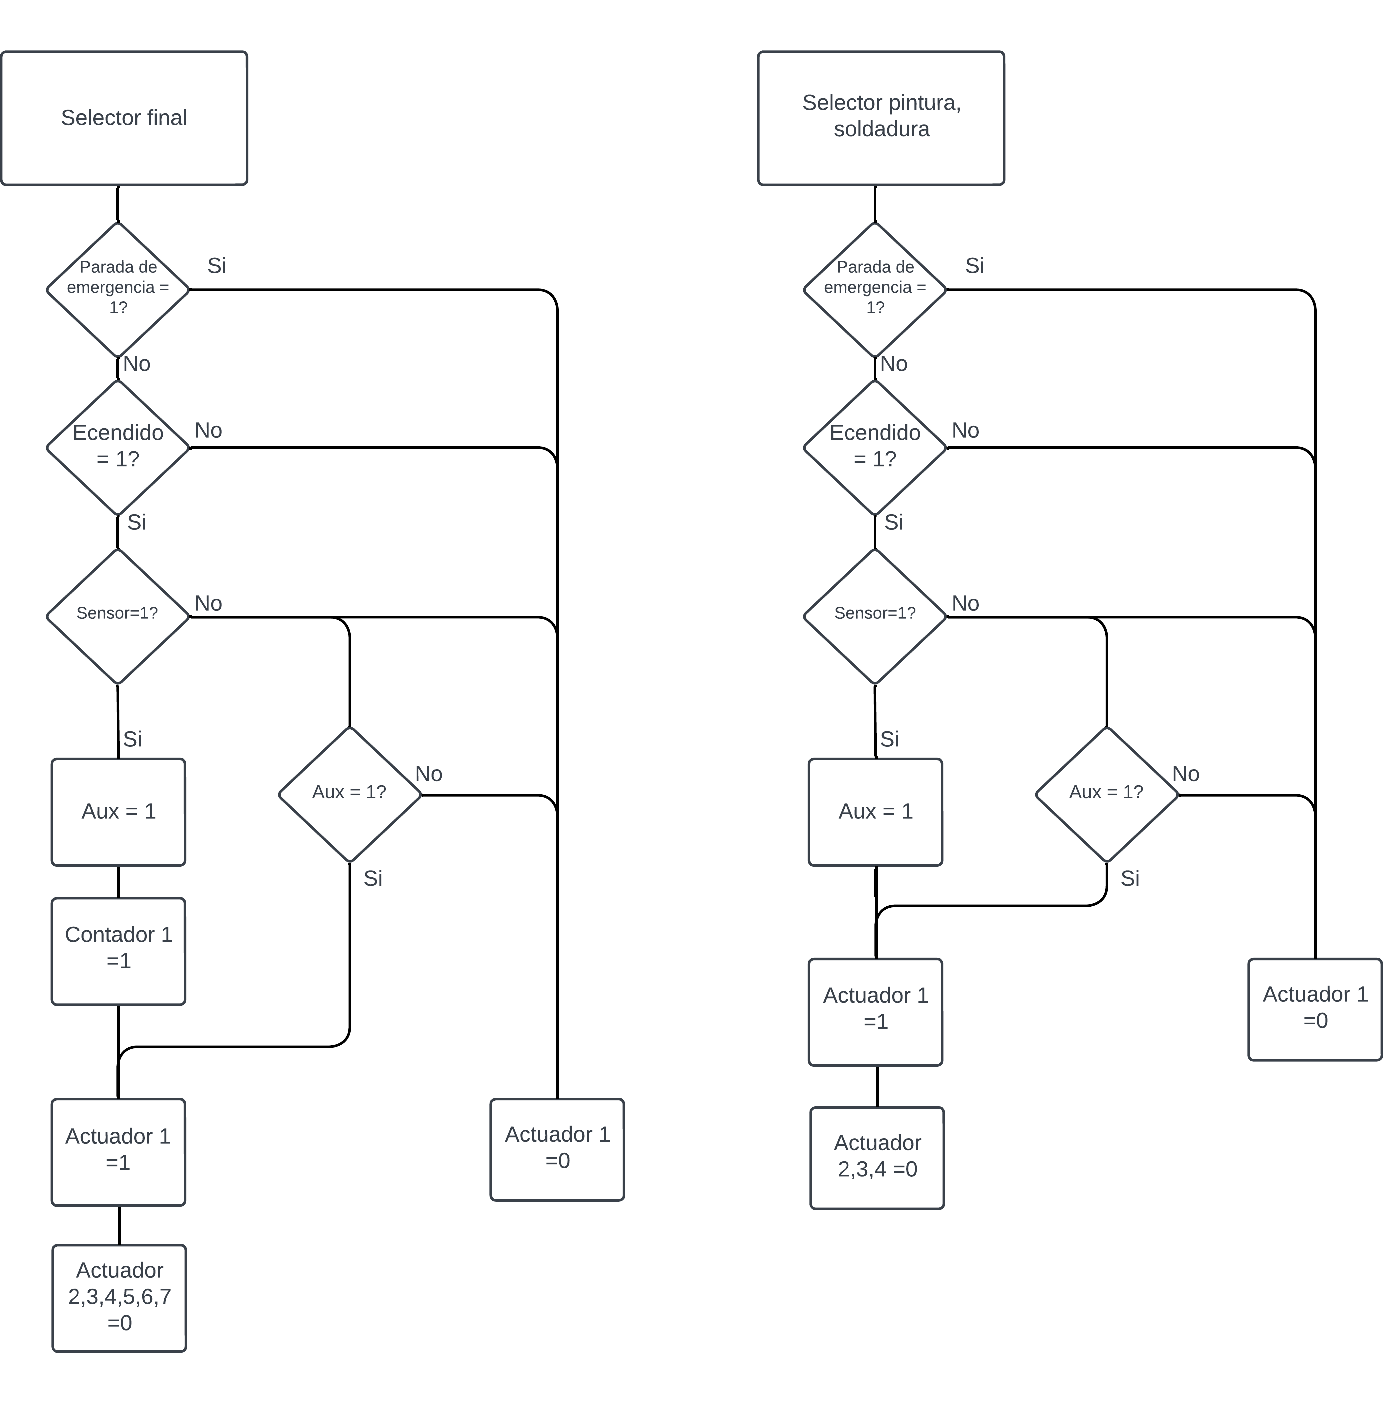 Selector final
Parada de
emergencia =
1?
Si
No
Ecendido
= 1?
No
Si
Sensor=1?
No
Si
Aux = 1
Aux = 1?
No
Si
Contador 1
=1
Actuador 1
=1
Actuador 1
=0
Actuador
2,3,4,5,6,7
=0
Selector pintura,
soldadura
Parada de
emergencia =
1?
Si
No
Ecendido
= 1?
No
Si
Sensor=1?
No
Si
Aux = 1
Aux = 1?
No
Si
Actuador 1
=1
Actuador 1
=0
Actuador
2,3,4 =0